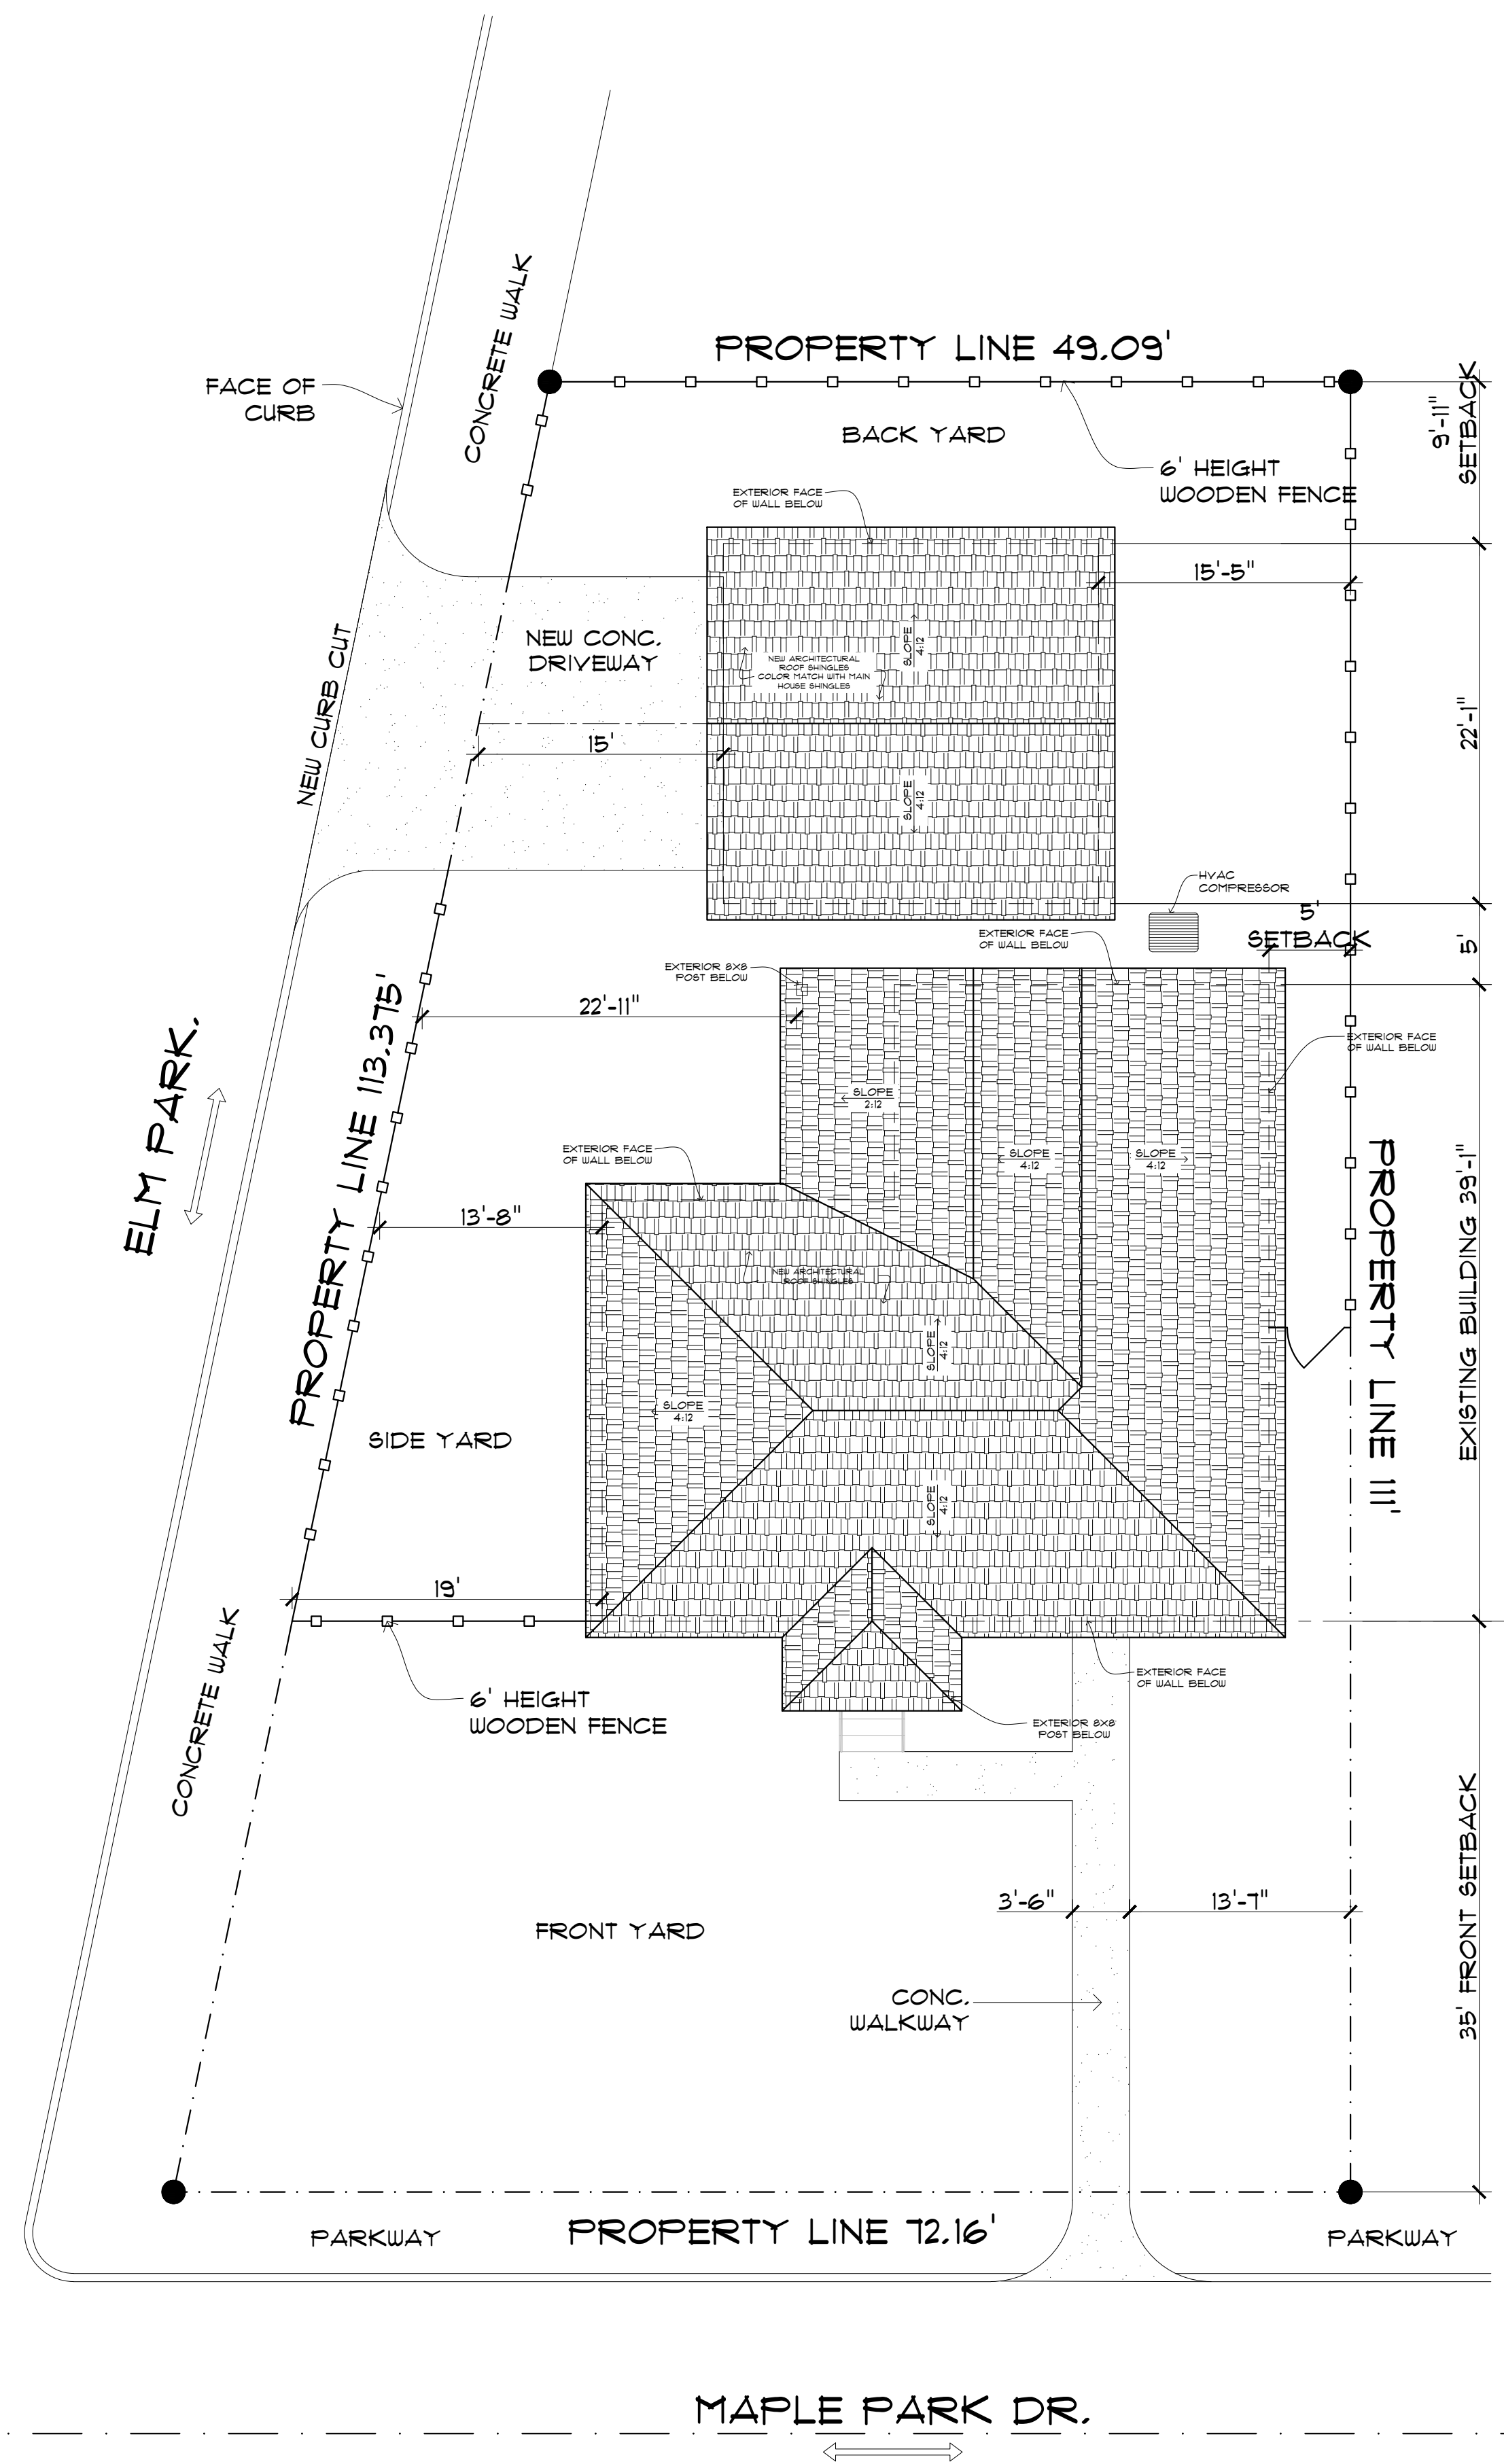 PROPERTY LINE 49.09'
CONCRETE WALK
FACE OF
CURB
BACK YARD
9'-11"
SETBACK
6' HEIGHT
WOODEN FENCE
EXTERIOR FACE
OF WALL BELOW
15'-5"
NEW CONC.
DRIVEWAY
SLOPE
4:12
NEW ARCHITECTURAL
ROOF SHINGLES
COLOR MATCH WITH MAIN
HOUSE SHINGLES
NEW CURB CUT
22'-1"
15'
SLOPE
4:12
HVAC
COMPRESSOR
5'
SETBACK
EXTERIOR FACE
OF WALL BELOW
5'
EXTERIOR 8X8
POST BELOW
22'-11"
PROPERTY LINE 113.375'
EXTERIOR FACE
OF WALL BELOW
ELM PARK.
SLOPE
2:12
EXTERIOR FACE
OF WALL BELOW
SLOPE
4:12
SLOPE
4:12
PROPERTY LINE 111'
EXISTING BUILDING 39'-1"
13'-8"
NEW ARCHITECTURAL
ROOF SHINGLES
SLOPE
4:12
SLOPE
4:12
SIDE YARD
SLOPE
4:12
19'
CONCRETE WALK
6' HEIGHT
WOODEN FENCE
EXTERIOR FACE
OF WALL BELOW
EXTERIOR 8X8
POST BELOW
35' FRONT SETBACK
3'-6"
13'-7"
FRONT YARD
CONC.
WALKWAY
PARKWAY
PROPERTY LINE 72.16'
PARKWAY
MAPLE PARK DR.